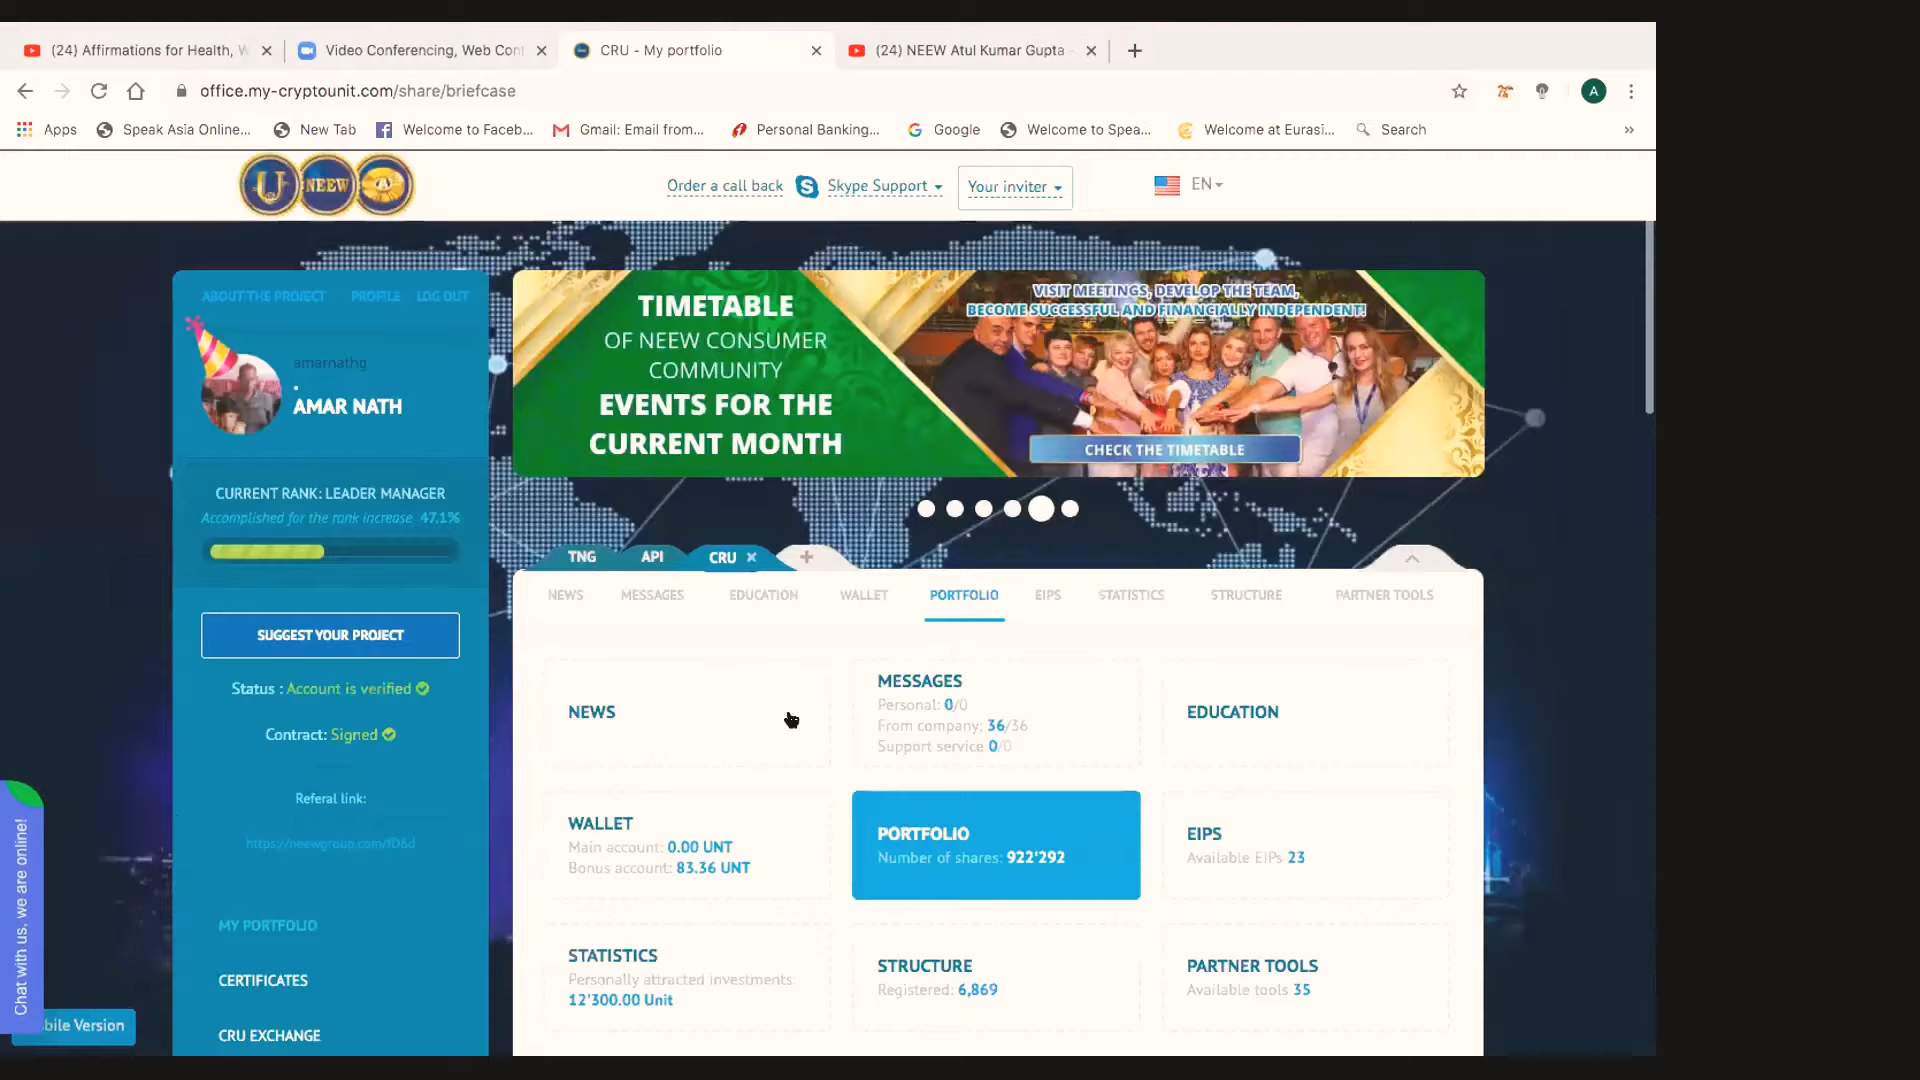 (24) Affirmations for Health, W
Video Conferencing, Web Con
CRU - My portfolio
(24) NEEW Atul Kumar Gupta -
office.my-cryptounit.com/share/briefcase
A
Apps
Speak Asia Online...
New Tab
Welcome to Faceb...
Gmail: Email from...
Personal Banking...
Google
Welcome to Spea...
Welcome at Eurasi...
Search
»
U
NEEW
Order a call back
Skype Support
Your inviter
EN
ABOUT THE PROJECT
PROFILE
LOG OUT
amarnathg
AMAR NATH
CURRENT RANK: LEADER MANAGER
Accomplished for the rank increase 47.1%
SUGGEST YOUR PROJECT
Status : Account is verified
Contract: Signed
Referal link:
https://neewgroup.com/fD6d
MY PORTFOLIO
CERTIFICATES
CRU EXCHANGE
Chat with us, we are online!
bile Version
TIMETABLE
OF NEEW CONSUMER
COMMUNITY
EVENTS FOR THE
CURRENT MONTH
VISIT MEETINGS, DEVELOP THE TEAM,
BECOME SUCCESSFUL AND FINANCIALLY INDEPENDENT!
CHECK THE TIMETABLE
TNG
API
CRU
NEWS
MESSAGES
EDUCATION
WALLET
PORTFOLIO
EIPS
STATISTICS
STRUCTURE
PARTNER TOOLS
NEWS
MESSAGES
Personal: 0/0
From company: 36/36
Support service 0/0
EDUCATION
WALLET
Main account: 0.00 UNT
Bonus account: 83.36 UNT
PORTFOLIO
Number of shares: 922'292
EIPS
Available EIPs 23
STATISTICS
Personally attracted investments:
12'300.00 Unit
STRUCTURE
Registered: 6,869
PARTNER TOOLS
Available tools 35